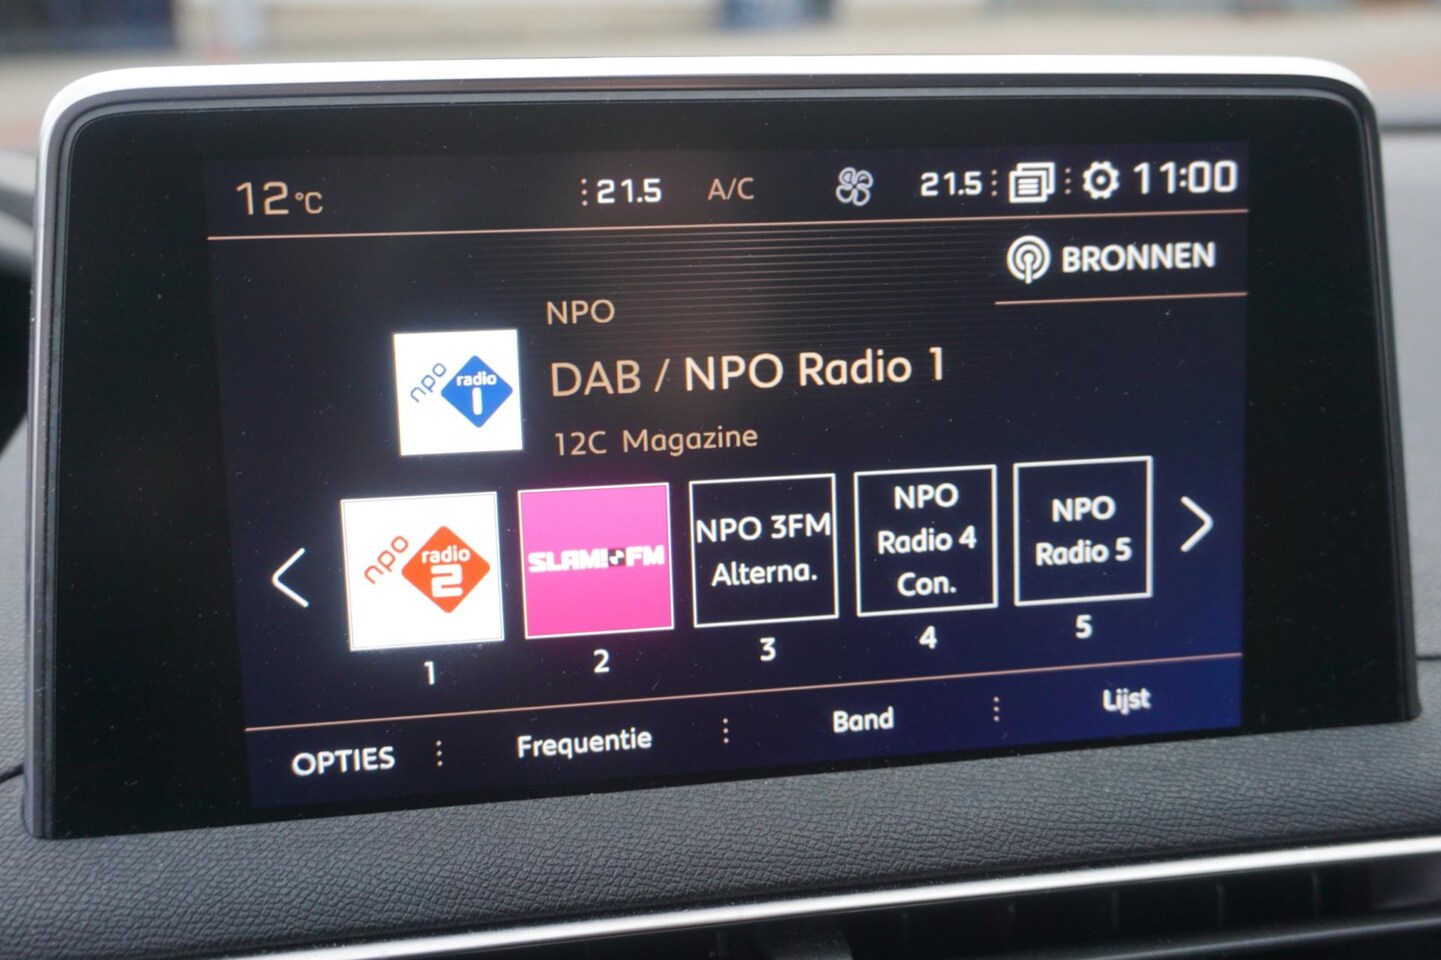 12 °C
21.5
A/C
21.5
11:00
BRONNEN
NPO
npo radio 1
DAB / NPO Radio 1
12C Magazine
npo radio 2
SLAM! FM
NPO 3FM
Alterna.
NPO
Radio 4
Con.
NPO
Radio 5
1
2
3
4
5
OPTIES
Frequentie
Band
Lijst